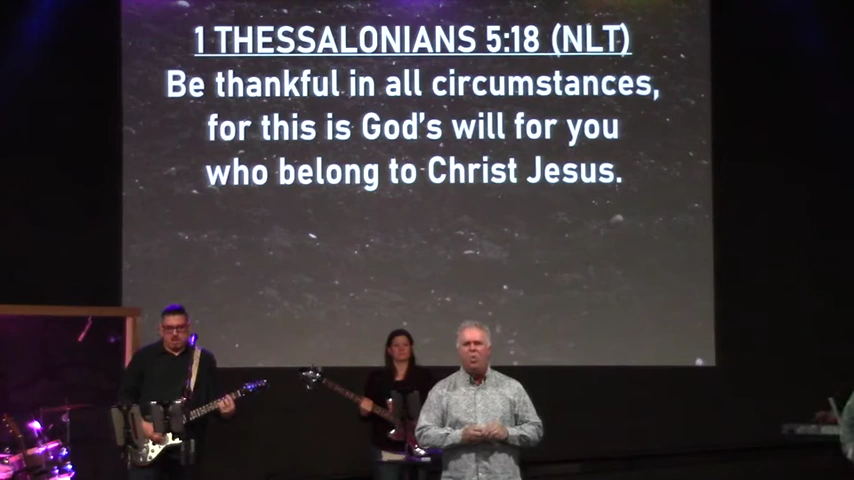 1 THESSALONIANS 5:18 (NLT)
Be thankful in all circumstances,
for this is God's will for you
who belong to Christ Jesus.